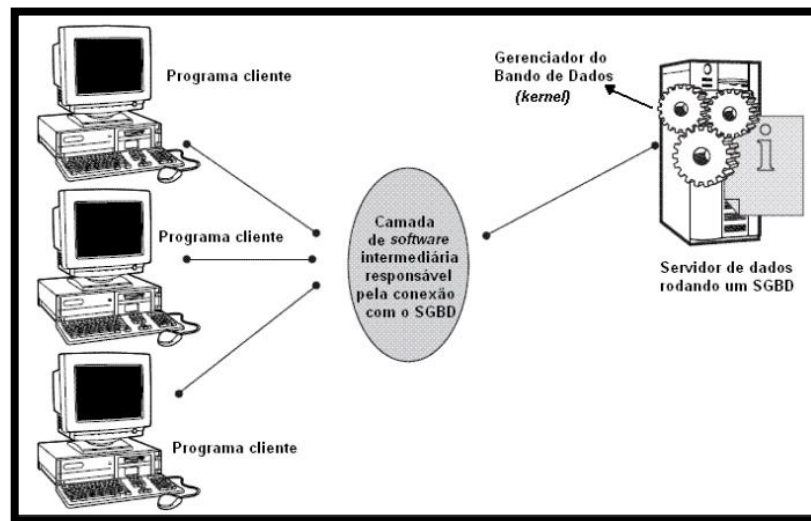 Programa cliente
Programa cliente
Programa cliente
Camada
de software
intermediária
responsável
pela conexão
com o SGBD
Gerenciador do
Bando de Dados
(kernel)
i
Servidor de dados
rodando um SGBD